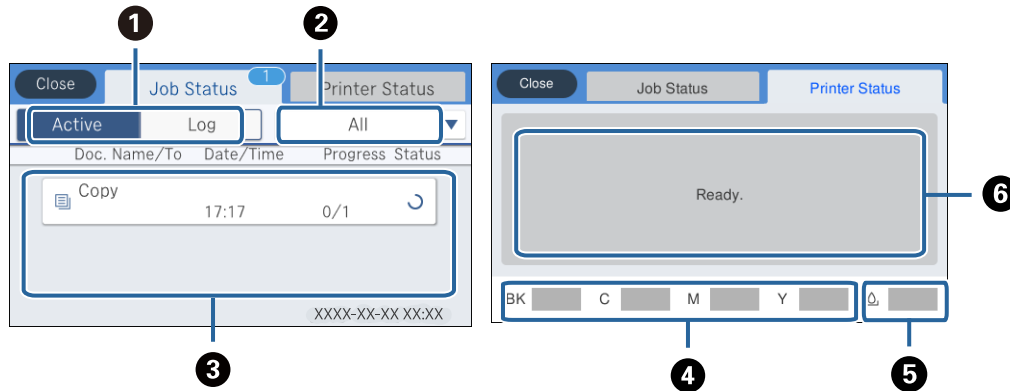 1 2
Close Job Status 1 Printer Status
Active Log All
Doc. Name/To Date/Time Progress Status
Copy
17:17 0/1
XXXX-XX-XX XX:XX
3
Close Job Status Printer Status
Ready.
6
BK C M Y
4 5